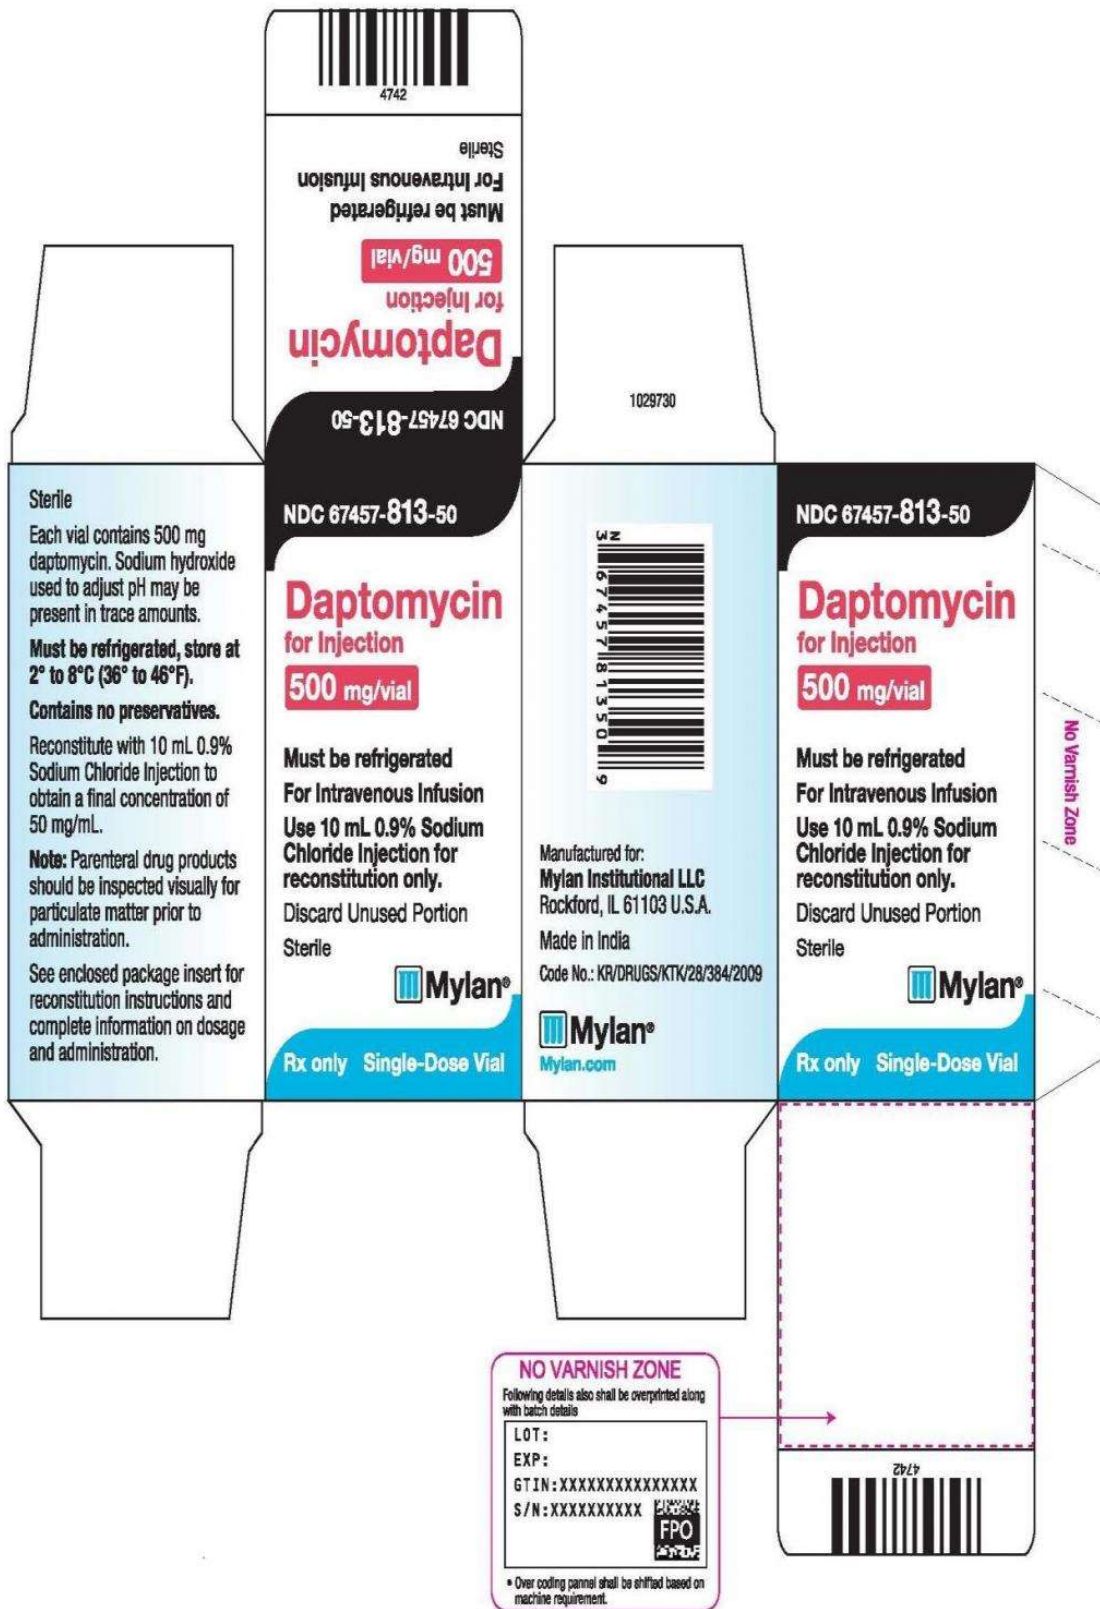 4742
Sterile
For Intravenous Infusion
Must be refrigerated
500 mg/vial
for Injection
Daptomycin
NDC 67457-813-50
1029730
Sterile
Each vial contains 500 mg
daptomycin. Sodium hydroxide
used to adjust pH may be
present in trace amounts.
Must be refrigerated, store at
2° to 8°C (36° to 46°F).
Contains no preservatives.
Reconstitute with 10 mL 0.9%
Sodium Chloride Injection to
obtain a final concentration of
50 mg/mL.
Note: Parenteral drug products
should be inspected visually for
particulate matter prior to
administration.
See enclosed package insert for
reconstitution instructions and
complete information on dosage
and administration.
NDC 67457-813-50
Daptomycin
for Injection
500 mg/vial
Must be refrigerated
For Intravenous Infusion
Use 10 mL 0.9% Sodium
Chloride Injection for
reconstitution only.
Discard Unused Portion
Sterile
Mylan®
Rx only Single-Dose Vial
N
3 67457 81350 9
Manufactured for:
Mylan Institutional LLC
Rockford, IL 61103 U.S.A.
Made in India
Code No.: KR/DRUGS/KTK/28/384/2009
Mylan®
Mylan.com
NDC 67457-813-50
Daptomycin
for Injection
500 mg/vial
Must be refrigerated
For Intravenous Infusion
Use 10 mL 0.9% Sodium
Chloride Injection for
reconstitution only.
Discard Unused Portion
Sterile
Mylan®
Rx only Single-Dose Vial
No Varnish Zone
NO VARNISH ZONE
Following details also shall be overprinted along
with batch details
LOT:
EXP:
GTIN:XXXXXXXXXXXXXXX
S/N:XXXXXXXXXX
FPO
• Over coding pannel shall be shifted based on
machine requirement.
4742